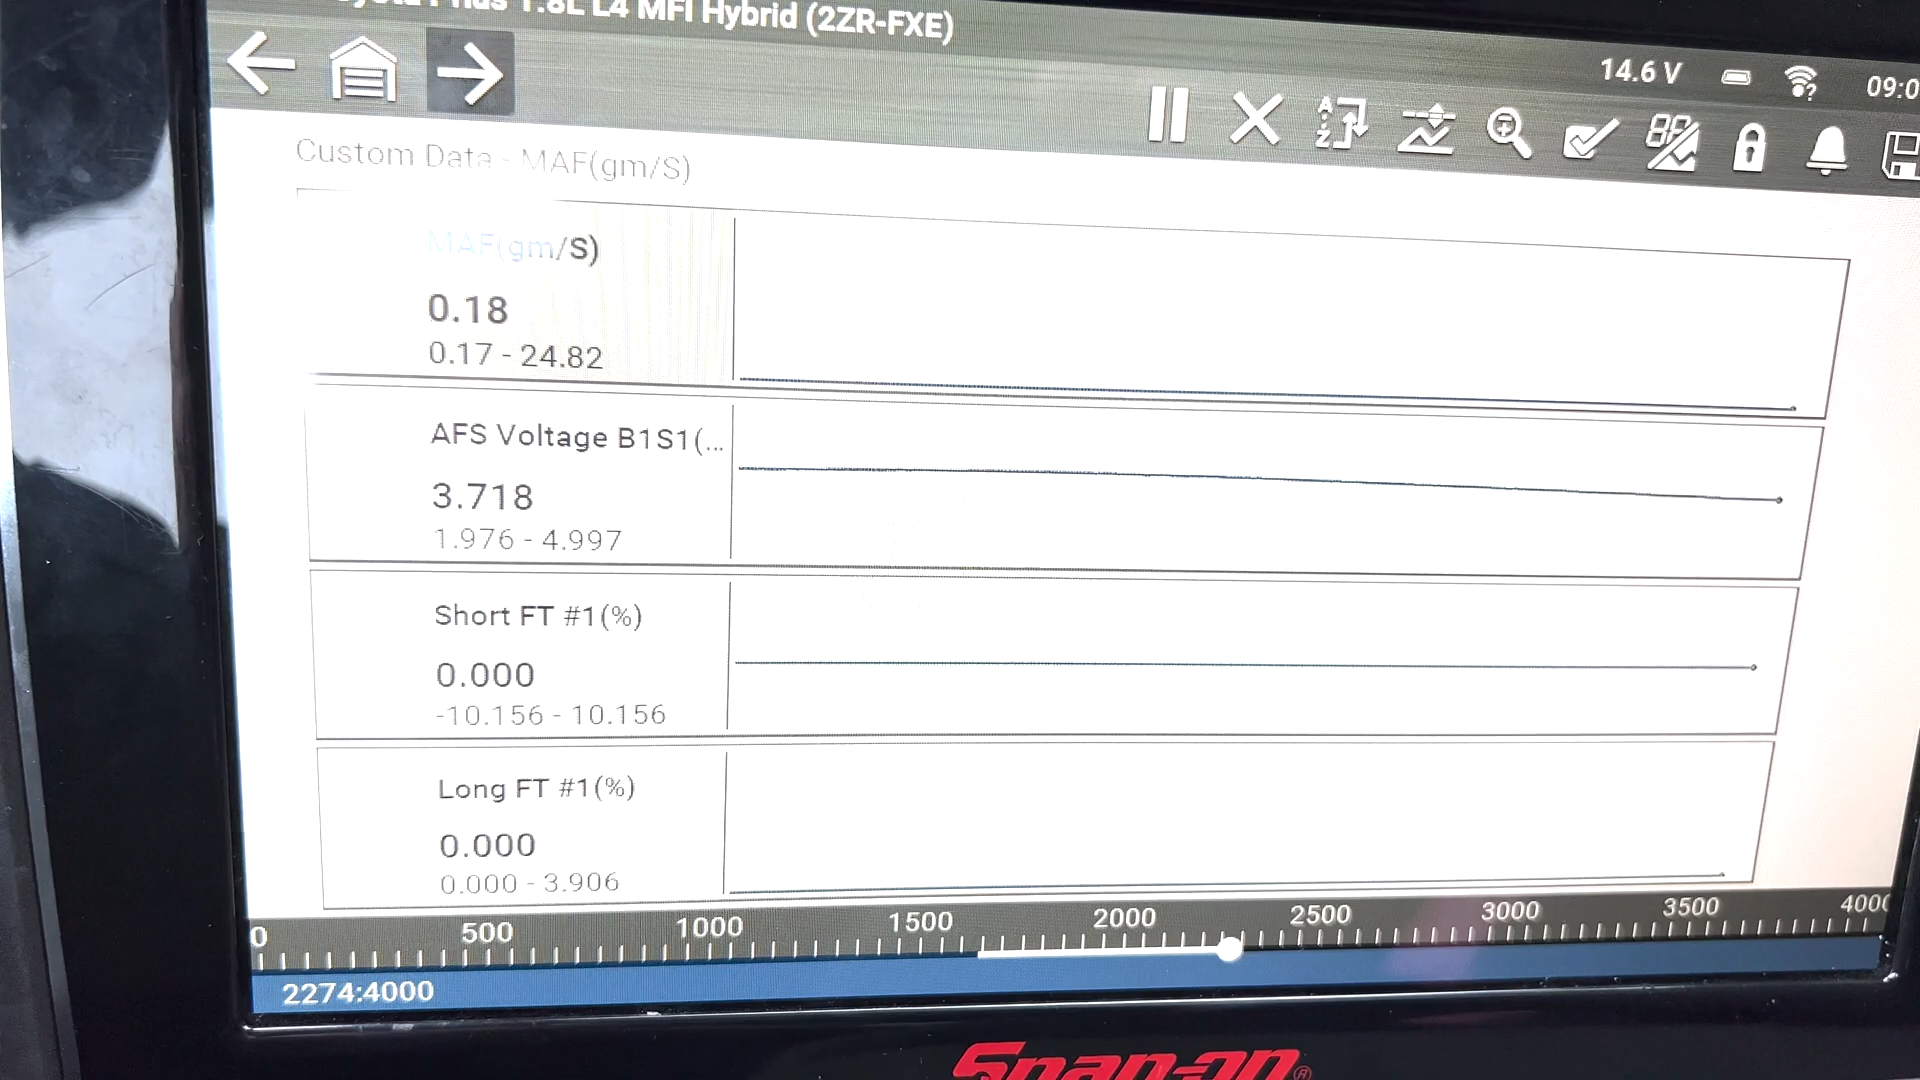 Prius 1.8L L4 MFI Hybrid (2ZR-FXE)
14.6 V
09:0
Custom Data - MAF(gm/S)
MAF(gm/S)
0.18
0.17 - 24.82
AFS Voltage B1S1(...
3.718
1.976 - 4.997
Short FT #1(%)
0.000
-10.156 - 10.156
Long FT #1(%)
0.000
0.000 - 3.906
0 500 1000 1500 2000 2500 3000 3500 4000
2274:4000
Snap-on®